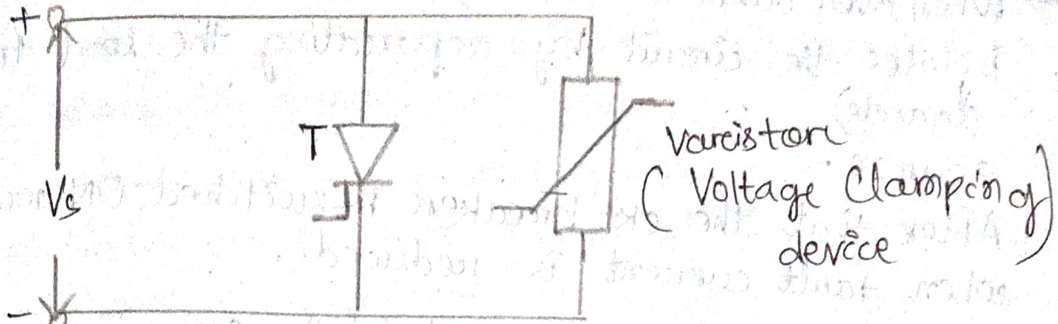 +
T
Vs
-
Varistor
( Voltage Clamping )
device